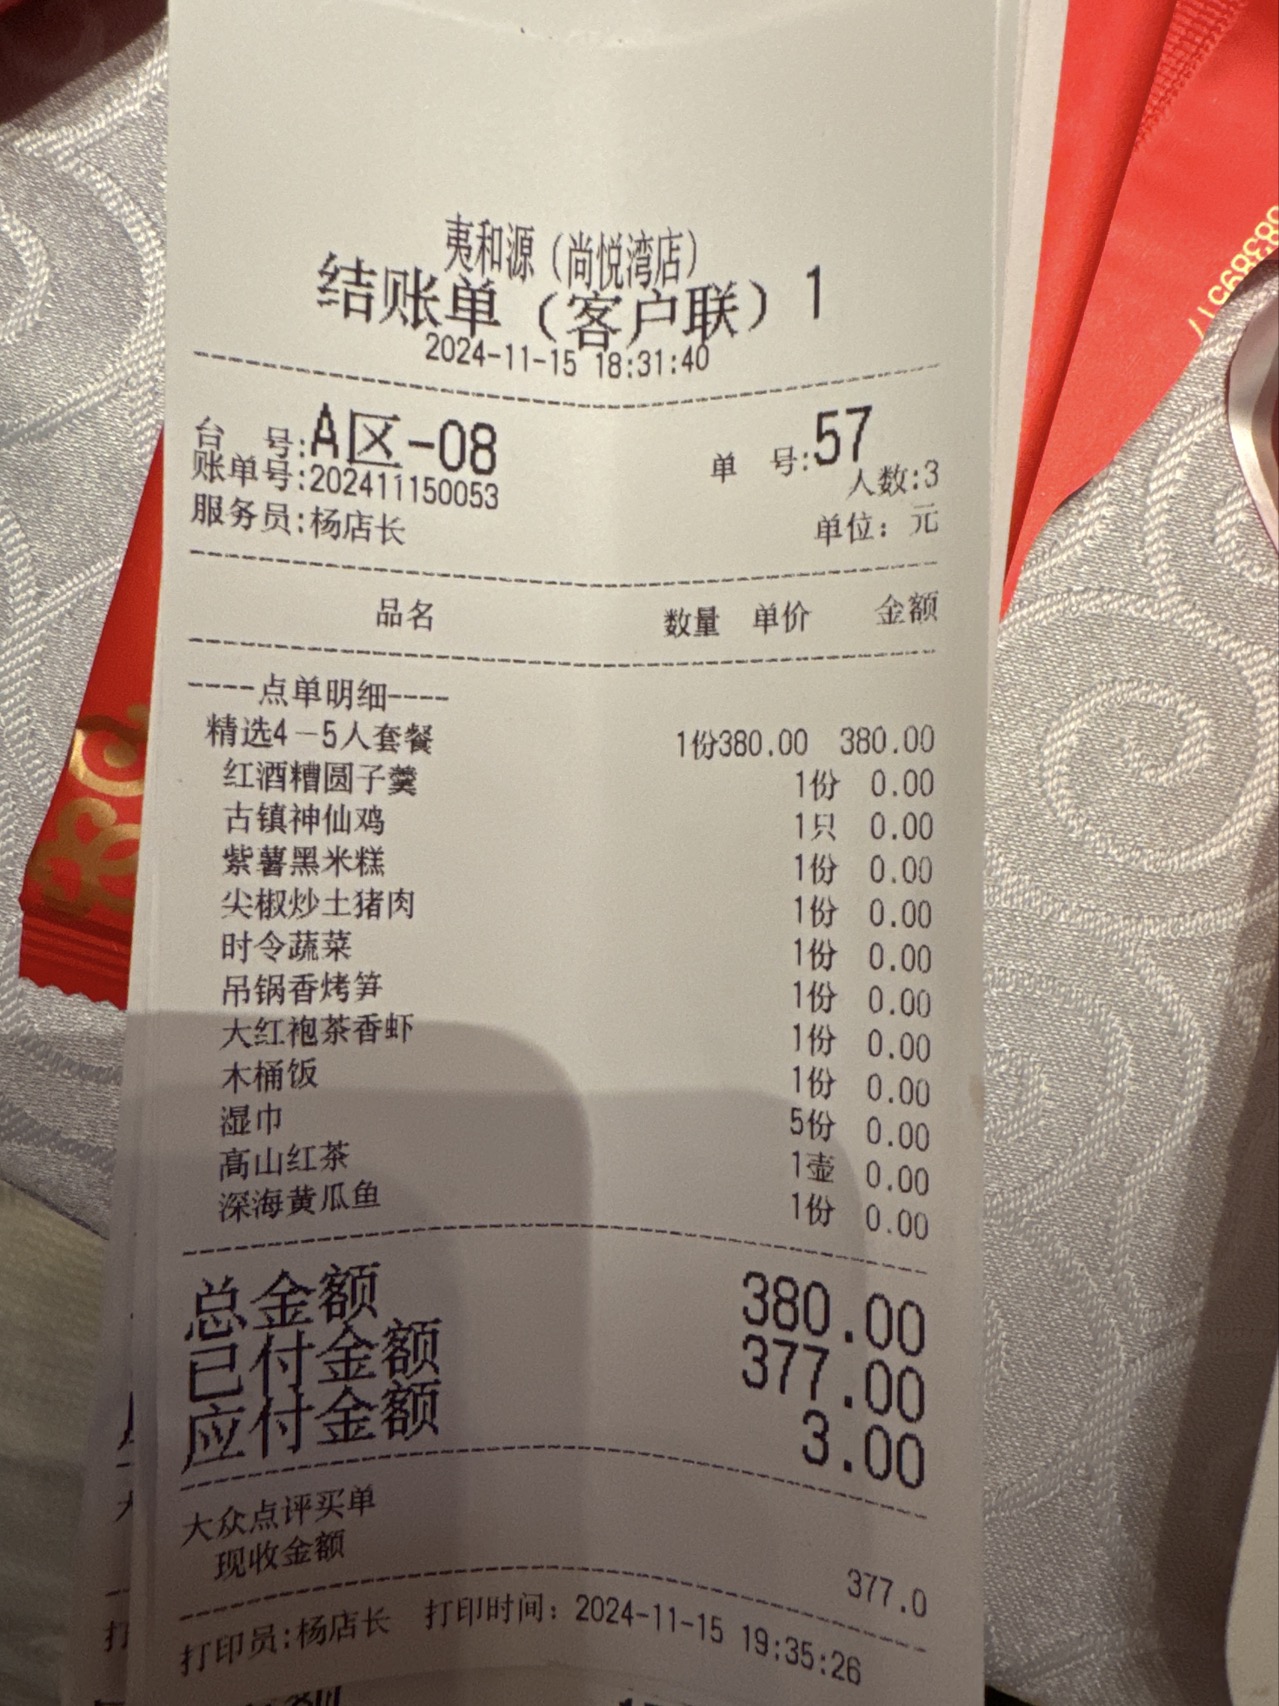 夷和源（尚悦湾店）
结账单（客户联）1
2024-11-15 18:31:40
台 号:A区-08 单 号:57
账单号:202411150053 人数:3
服务员:杨店长 单位：元
品名 数量 单价 金额
----点单明细----
精选4－5人套餐 1份380.00 380.00
红酒糟圆子羹 1份 0.00
古镇神仙鸡 1只 0.00
紫薯黑米糕 1份 0.00
尖椒炒土猪肉 1份 0.00
时令蔬菜 1份 0.00
吊锅香烤笋 1份 0.00
大红袍茶香虾 1份 0.00
木桶饭 1份 0.00
湿巾 5份 0.00
高山红茶 1壶 0.00
深海黄瓜鱼 1份 0.00
总金额 380.00
已付金额 377.00
应付金额 3.00
大众点评买单
现收金额 377.0
打印员:杨店长 打印时间：2024-11-15 19:35:26